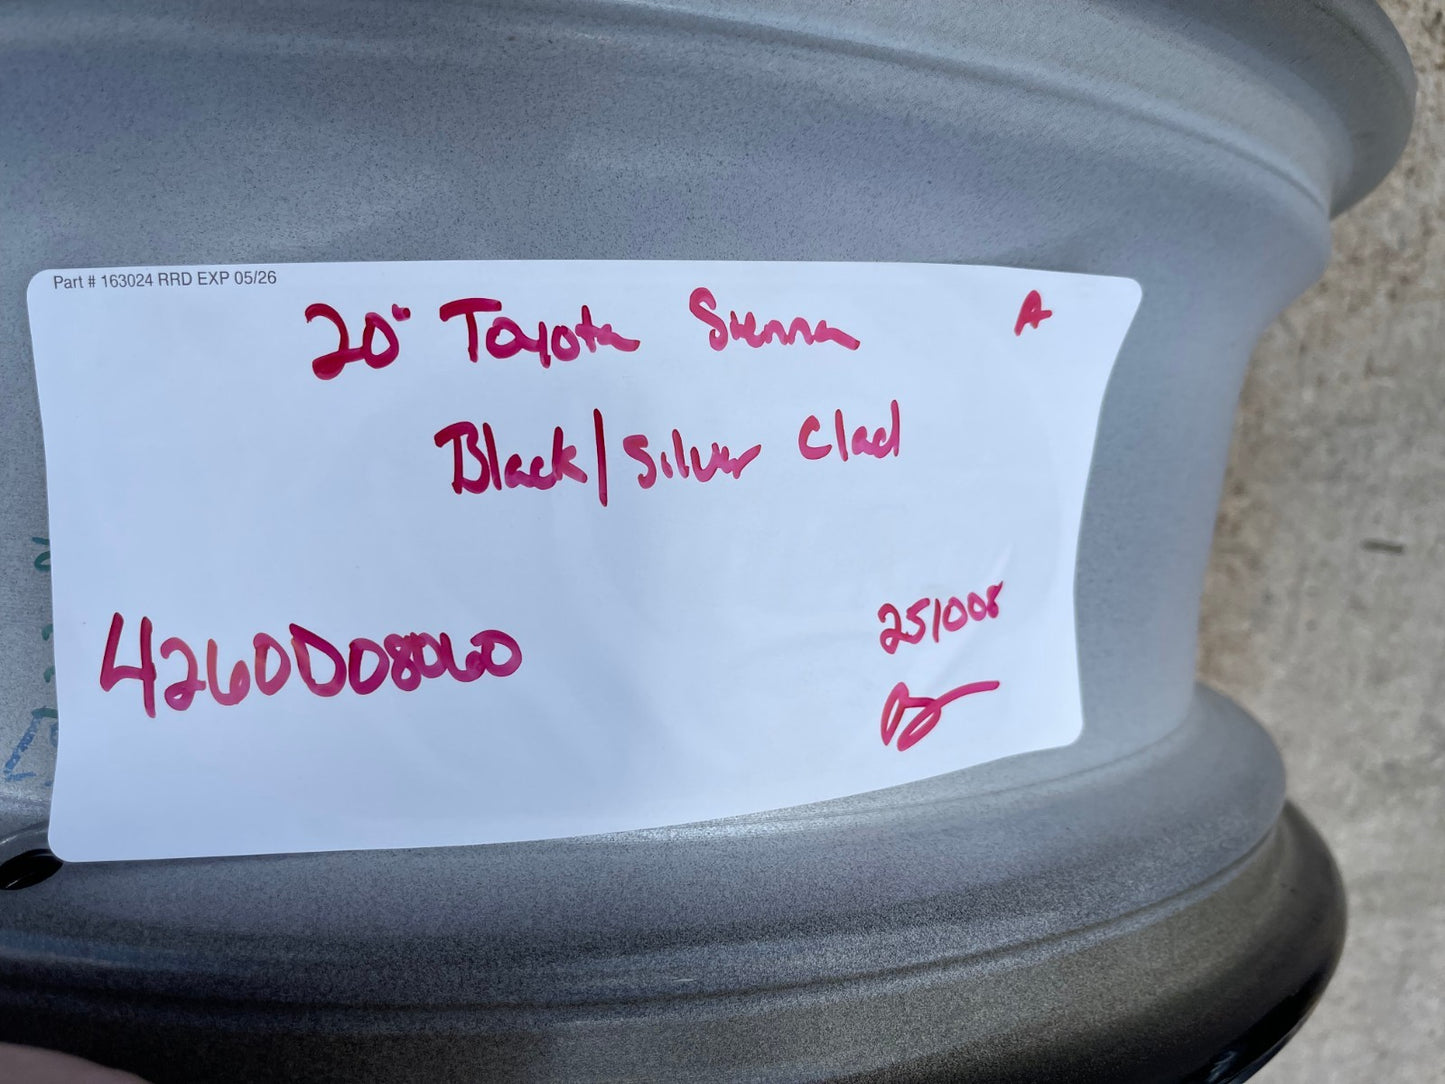 Part # 163024 RRD EXP 05/26
20" Toyota Sienna A
Black/Silver Clad
4260D08060
251008